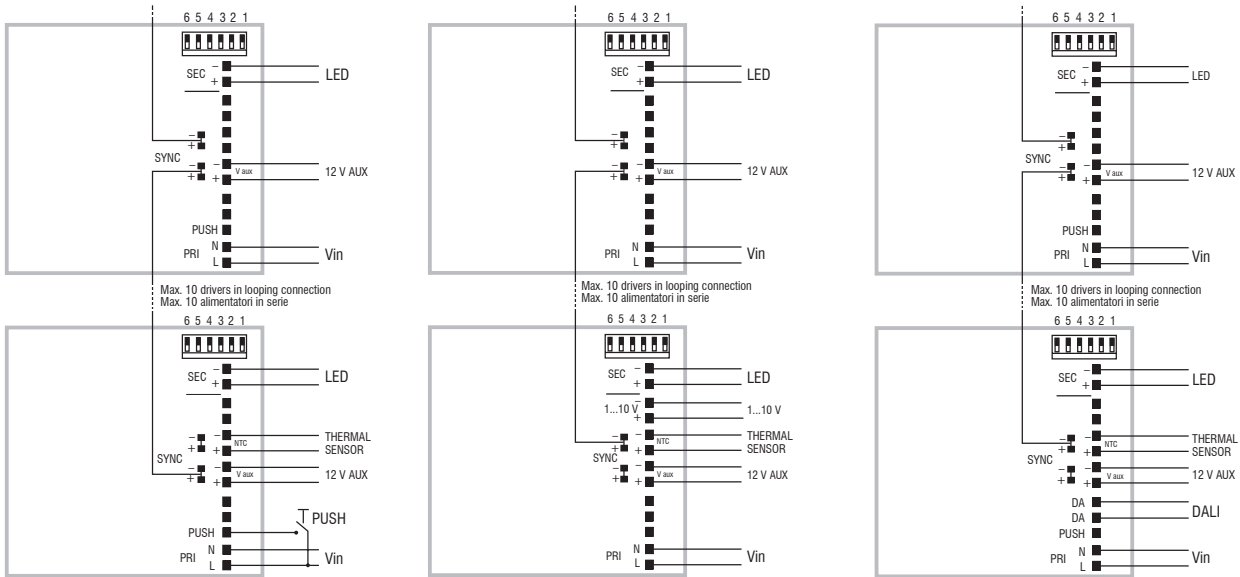 6 5 4 3 2 1
SEC
−
+
LED
−
+
SYNC
−
+
−
+
V aux
12 V AUX
PUSH
PRI
N
L
Vin
6 5 4 3 2 1
SEC
−
+
LED
−
+
SYNC
−
+
−
+
V aux
12 V AUX
PRI
N
L
Vin
6 5 4 3 2 1
SEC
−
+
LED
−
+
SYNC
−
+
−
+
V aux
12 V AUX
PUSH
PRI
N
L
Vin
Max. 10 drivers in looping connection
Max. 10 alimentatori in serie
Max. 10 drivers in looping connection
Max. 10 alimentatori in serie
Max. 10 drivers in looping connection
Max. 10 alimentatori in serie
6 5 4 3 2 1
SEC
−
+
LED
−
+
−
+
NTC
THERMAL
SENSOR
SYNC
−
+
−
+
V aux
12 V AUX
PUSH
PUSH
PRI
N
L
Vin
6 5 4 3 2 1
SEC
−
+
LED
1...10 V
−
+
1...10 V
−
+
−
+
NTC
THERMAL
SENSOR
SYNC
−
+
−
+
V aux
12 V AUX
PRI
N
L
Vin
6 5 4 3 2 1
SEC
−
+
LED
−
+
−
+
NTC
THERMAL
SENSOR
SYNC
−
+
−
+
V aux
12 V AUX
DA
DA
DALI
PUSH
PRI
N
L
Vin